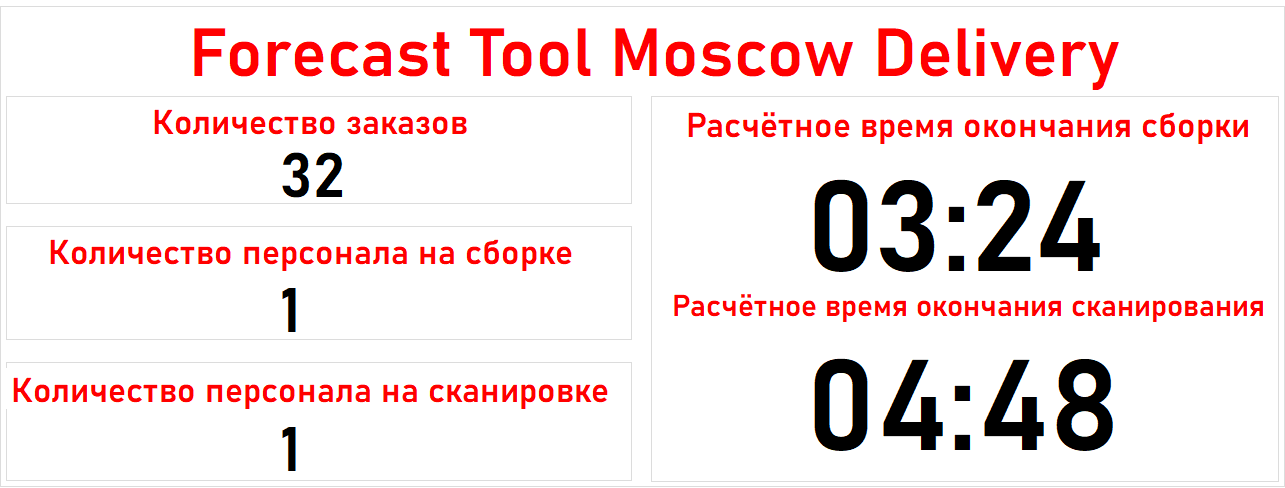 Forecast Tool Moscow Delivery
Количество заказов
32
Количество персонала на сборке
1
Количество персонала на сканировке
1
Расчётное время окончания сборки
03:24
Расчётное время окончания сканирования
04:48